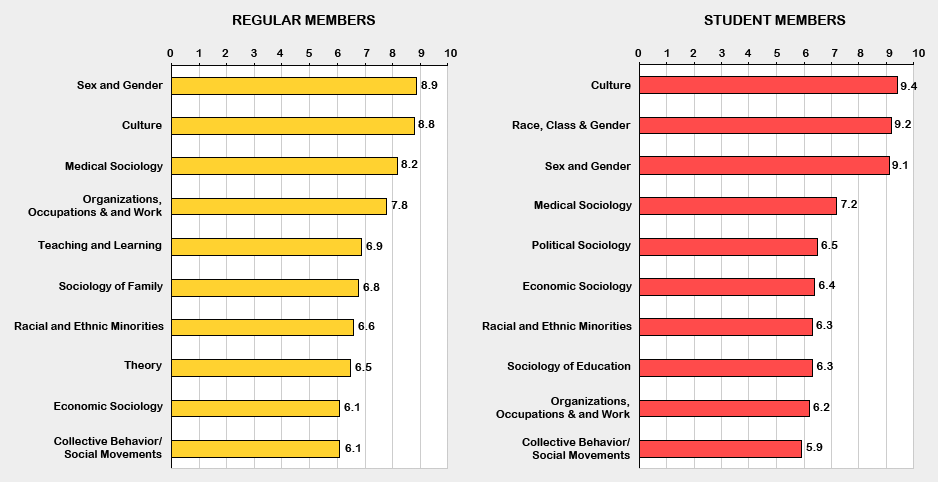 REGULAR MEMBERS
0 1 2 3 4 5 6 7 8 9 10
Sex and Gender 8.9
Culture 8.8
Medical Sociology 8.2
Organizations,
Occupations & and Work 7.8
Teaching and Learning 6.9
Sociology of Family 6.8
Racial and Ethnic Minorities 6.6
Theory 6.5
Economic Sociology 6.1
Collective Behavior/
Social Movements 6.1
STUDENT MEMBERS
0 1 2 3 4 5 6 7 8 9 10
Culture 9.4
Race, Class & Gender 9.2
Sex and Gender 9.1
Medical Sociology 7.2
Political Sociology 6.5
Economic Sociology 6.4
Racial and Ethnic Minorities 6.3
Sociology of Education 6.3
Organizations,
Occupations & and Work 6.2
Collective Behavior/
Social Movements 5.9